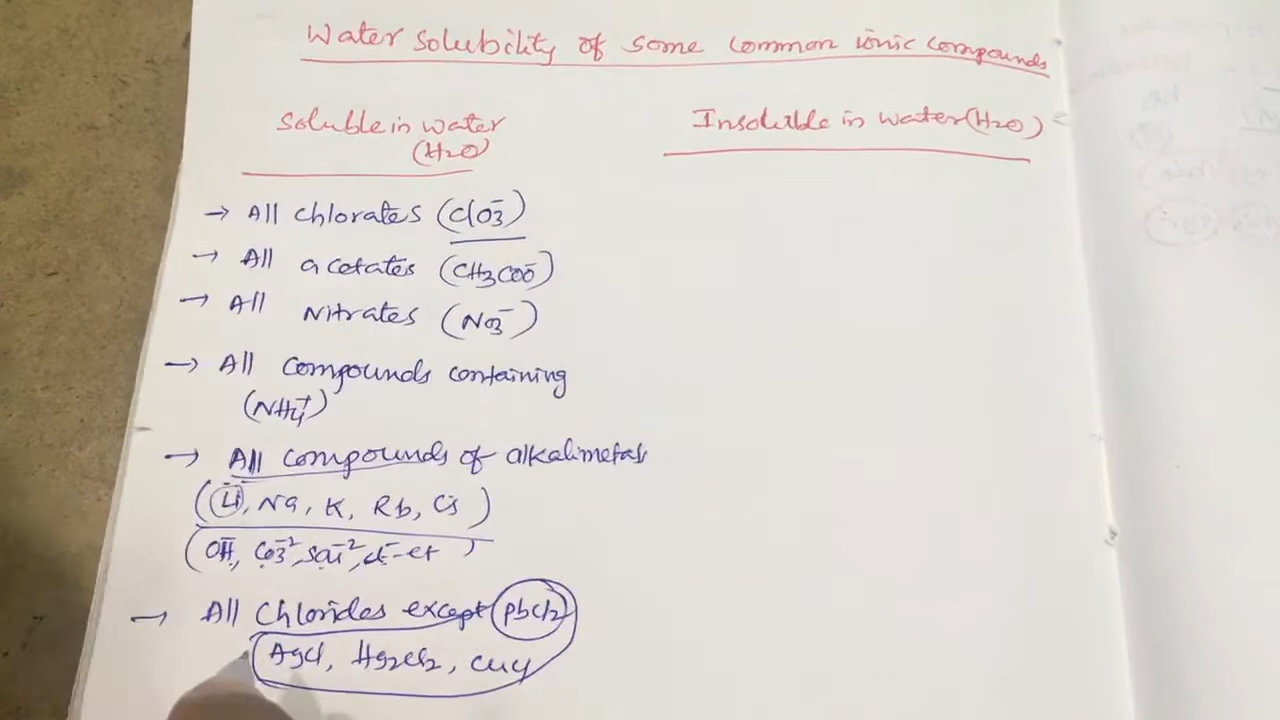 Water solubility of some common ionic compounds
Soluble in water
(H2O)
Insoluble in water (H2O)
→ All chlorates (ClO3⁻)
→ All acetates (CH3COO⁻)
→ All Nitrates (NO3⁻)
→ All compounds containing
(NH4⁺)
→ All compounds of alkalimetals
(Li, Na, K, Rb, Cs)
(OH⁻, CO3⁻², SO4⁻², Cl⁻ et)
→ All Chlorides except PbCl2
AgCl, Hg2Cl2, CuCl